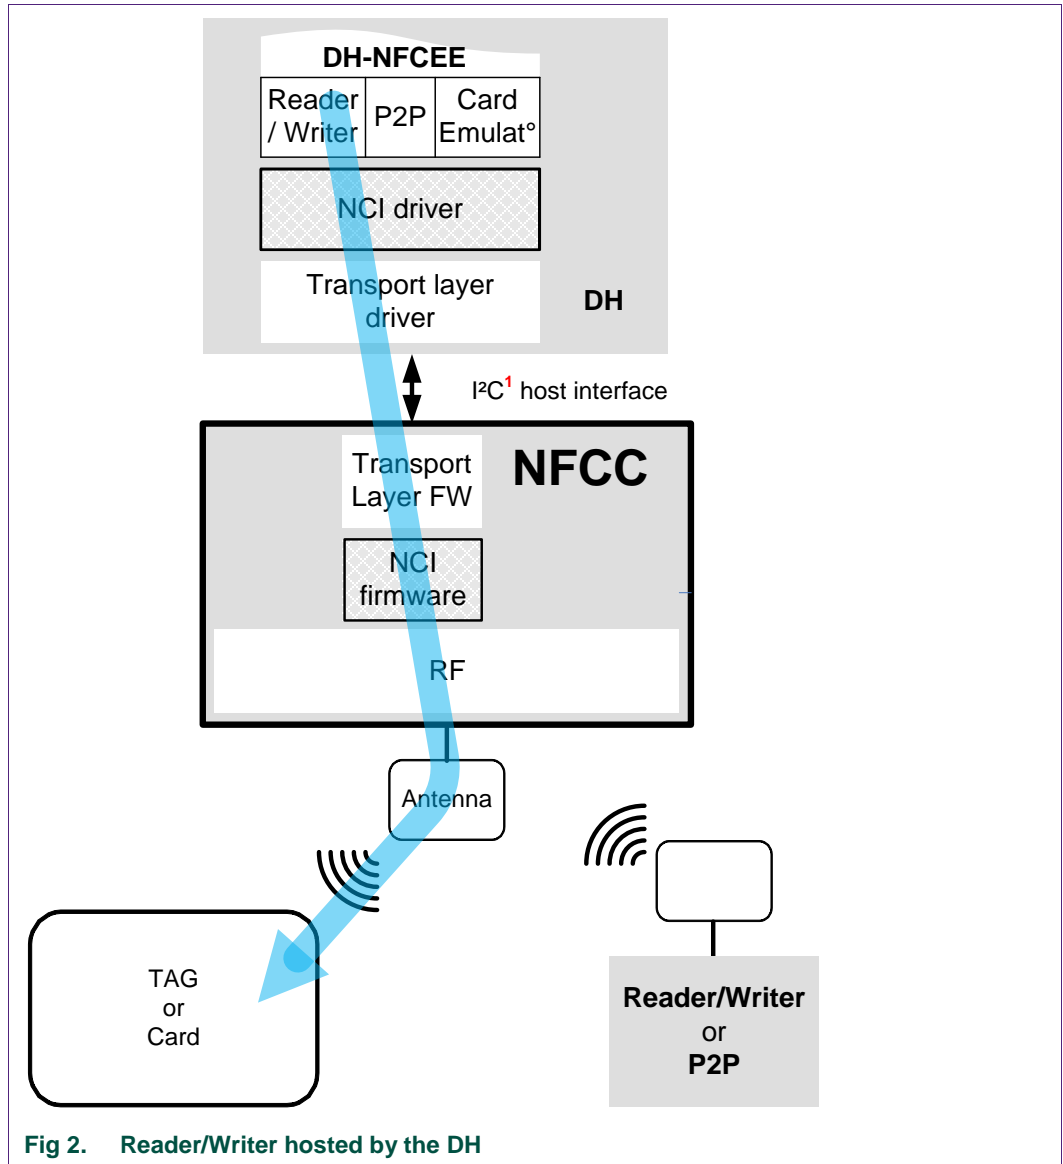 DH-NFCEE
Reader
/ Writer
P2P
Card
Emulat°
NCI driver
Transport layer
driver
DH
I²C¹ host interface
Transport
Layer FW
NFCC
NCI
firmware
RF
Antenna
TAG
or
Card
Reader/Writer
or
P2P
Fig 2. Reader/Writer hosted by the DH